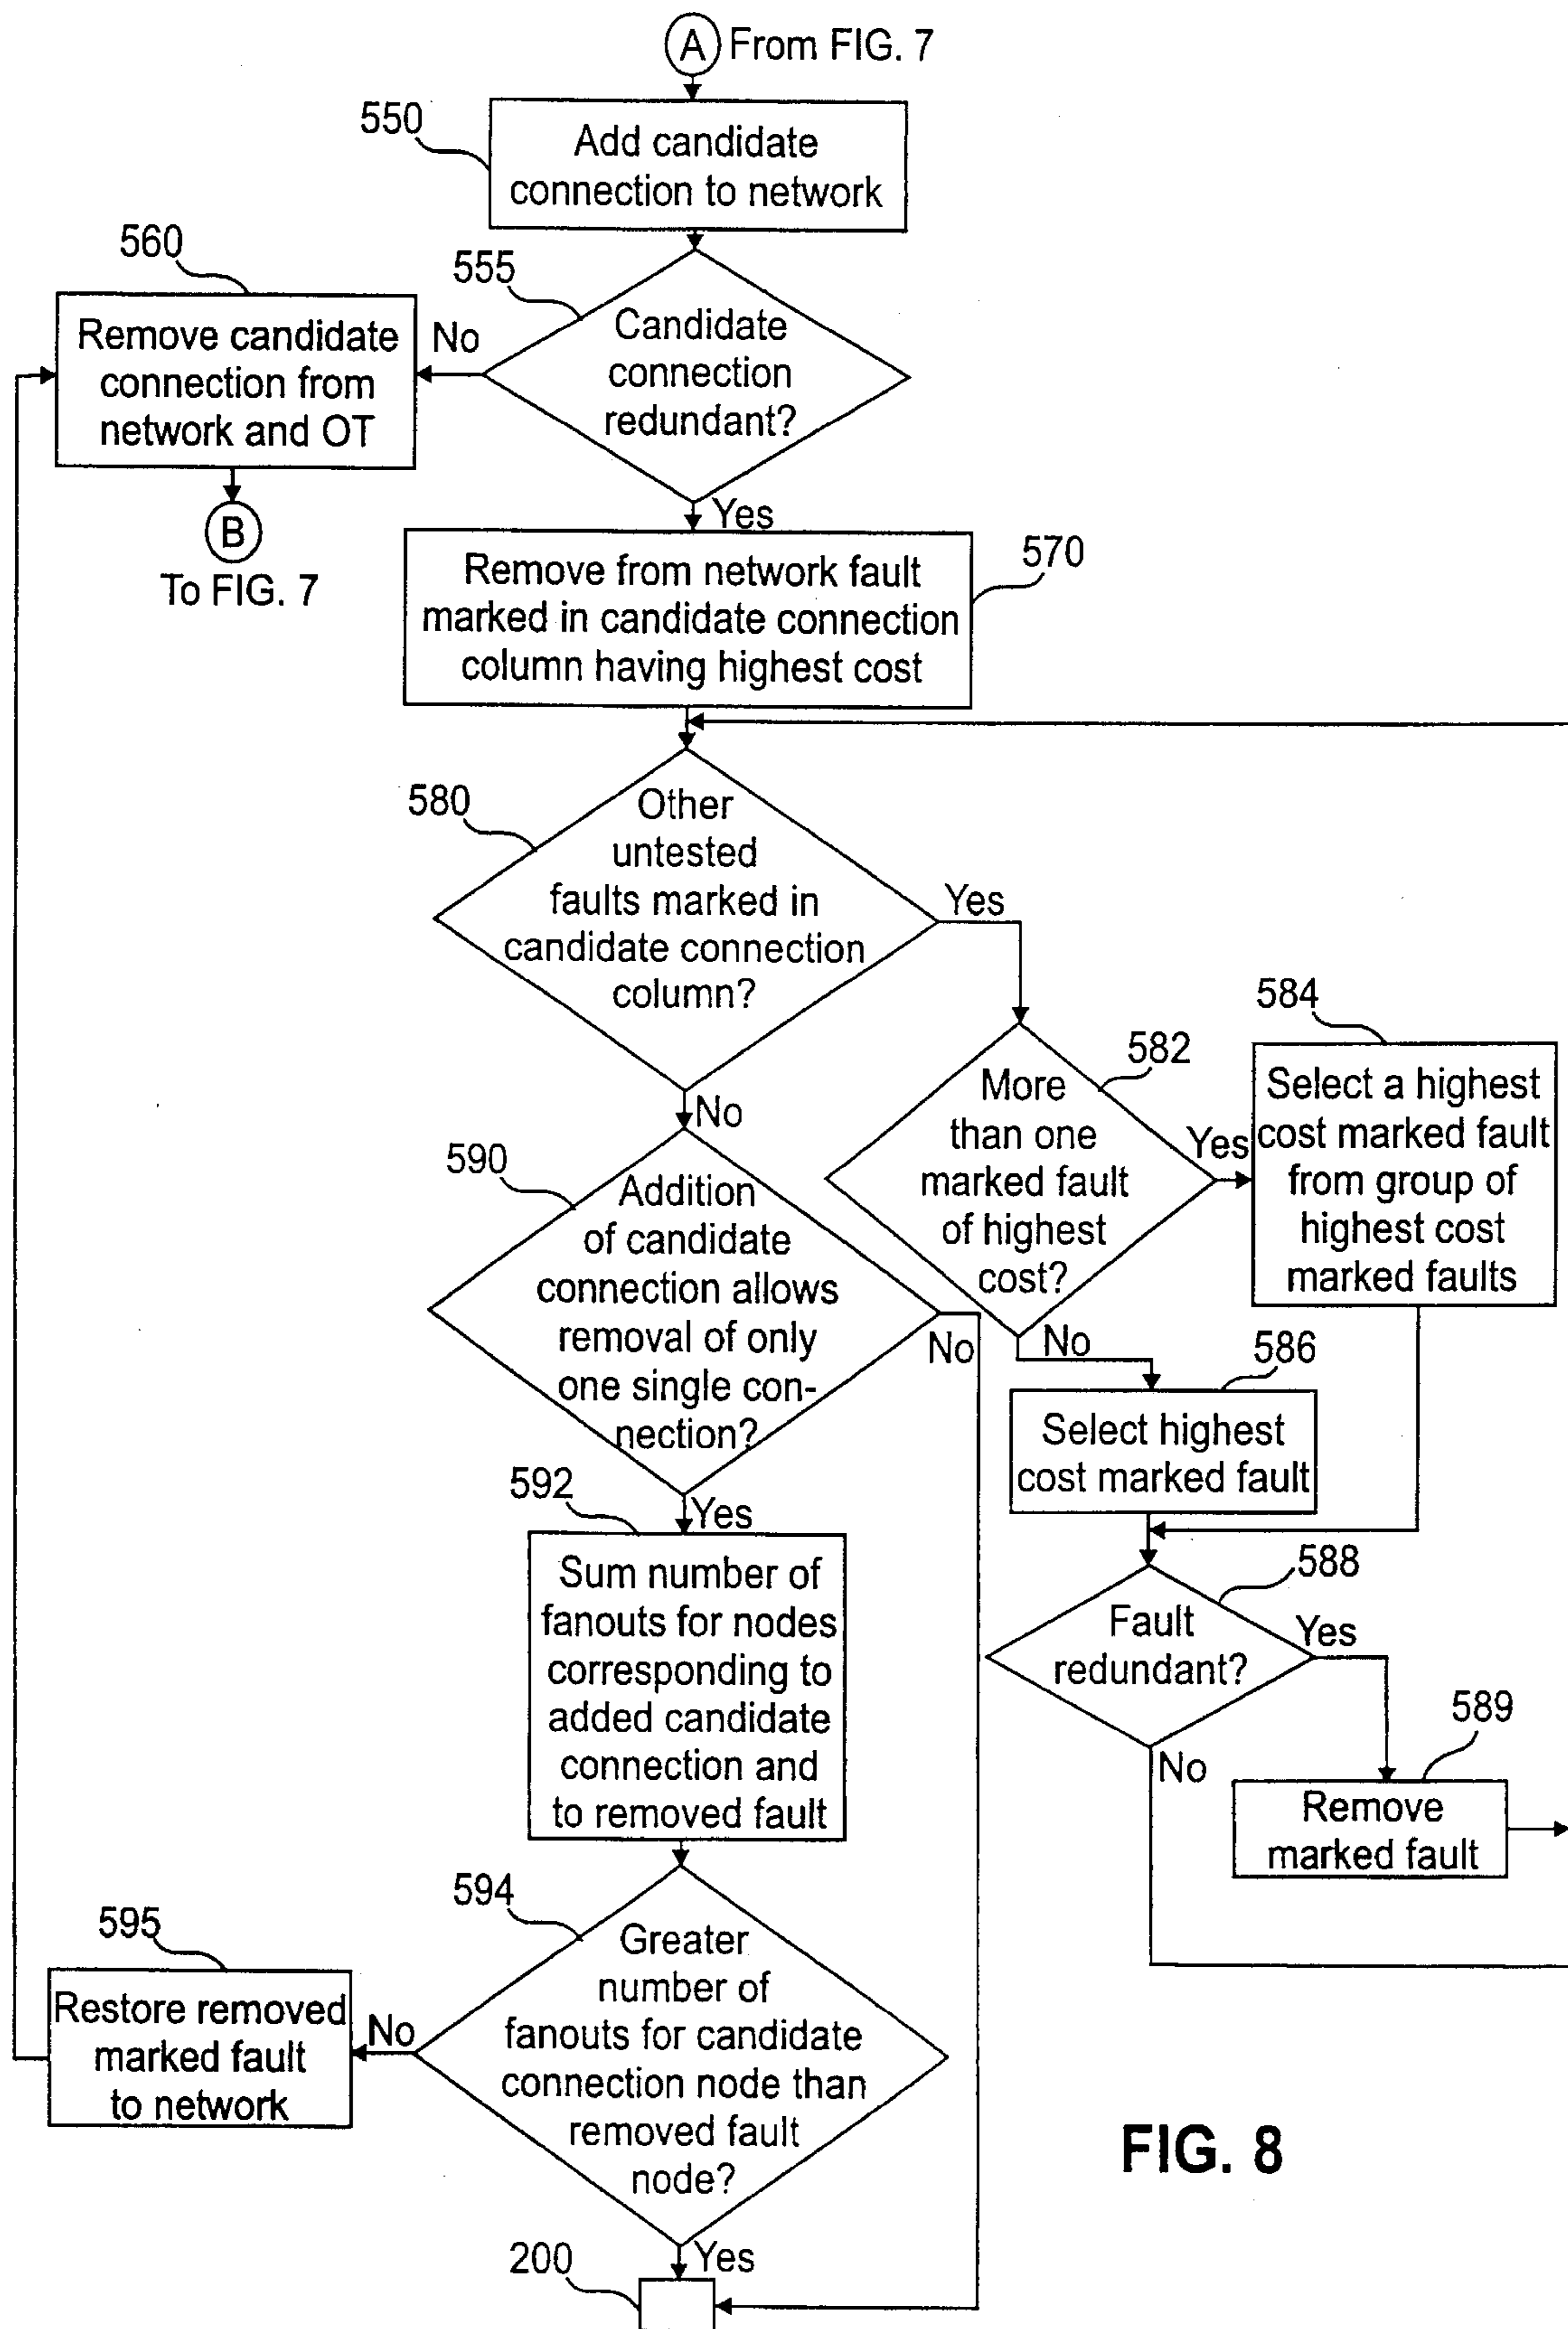 A From FIG. 7
550
Add candidate
connection to network
560
555
Remove candidate
connection from
network and OT
No
Candidate
connection
redundant?
B
To FIG. 7
Yes
570
Remove from network fault
marked in candidate connection
column having highest cost
580
Other
untested
faults marked in
candidate connection
column?
Yes
No
582
More
than one
marked fault
of highest
cost?
Yes
584
Select a highest
cost marked fault
from group of
highest cost
marked faults
590
Addition
of candidate
connection allows
removal of only
one single con-
nection?
No
No
586
Select highest
cost marked fault
592
Yes
Sum number of
fanouts for nodes
corresponding to
added candidate
connection and
to removed fault
588
Fault
redundant?
Yes
No
589
Remove
marked fault
594
Greater
number of
fanouts for candidate
connection node than
removed fault
node?
595
Restore removed
marked fault
to network
No
Yes
200
FIG. 8